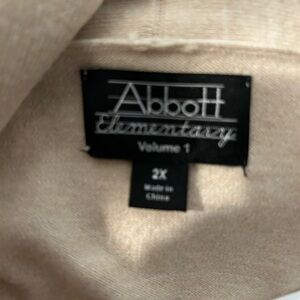 Abbott
Elementary
Volume 1
2X
Made in
China